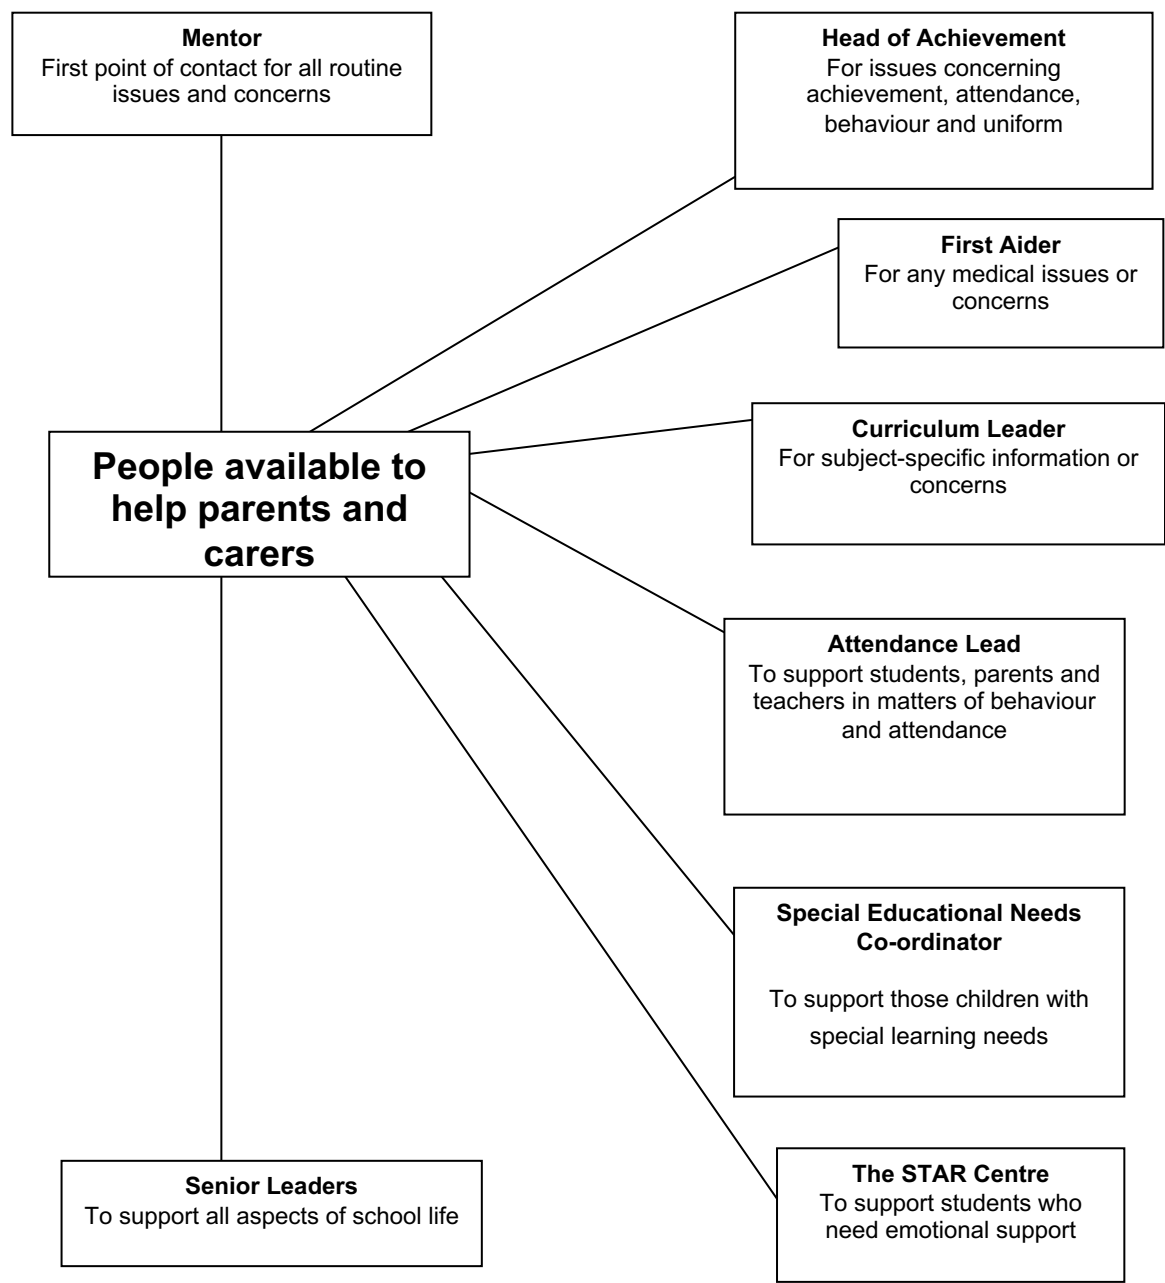 Mentor
First point of contact for all routine
issues and concerns
Head of Achievement
For issues concerning
achievement, attendance,
behaviour and uniform
First Aider
For any medical issues or
concerns
Curriculum Leader
For subject-specific information or
concerns
People available to
help parents and
carers
Attendance Lead
To support students, parents and
teachers in matters of behaviour
and attendance
Special Educational Needs
Co-ordinator
To support those children with
special learning needs
Senior Leaders
To support all aspects of school life
The STAR Centre
To support students who
need emotional support